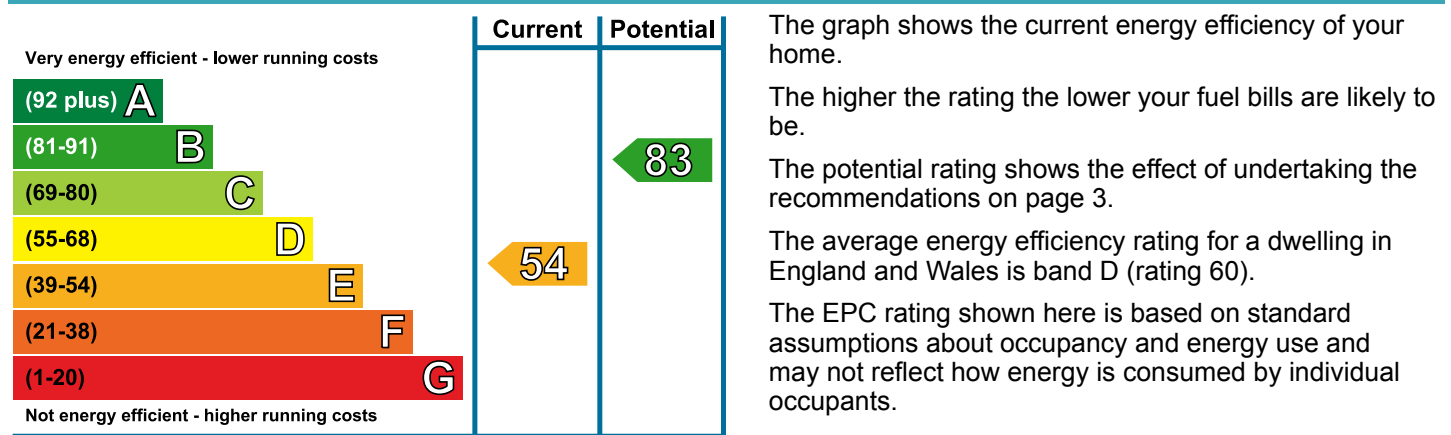 Current Potential
Very energy efficient - lower running costs
(92 plus) A
(81-91) B
83
(69-80) C
(55-68) D
54
(39-54) E
(21-38) F
(1-20) G
Not energy efficient - higher running costs
The graph shows the current energy efficiency of your
home.
The higher the rating the lower your fuel bills are likely to
be.
The potential rating shows the effect of undertaking the
recommendations on page 3.
The average energy efficiency rating for a dwelling in
England and Wales is band D (rating 60).
The EPC rating shown here is based on standard
assumptions about occupancy and energy use and
may not reflect how energy is consumed by individual
occupants.